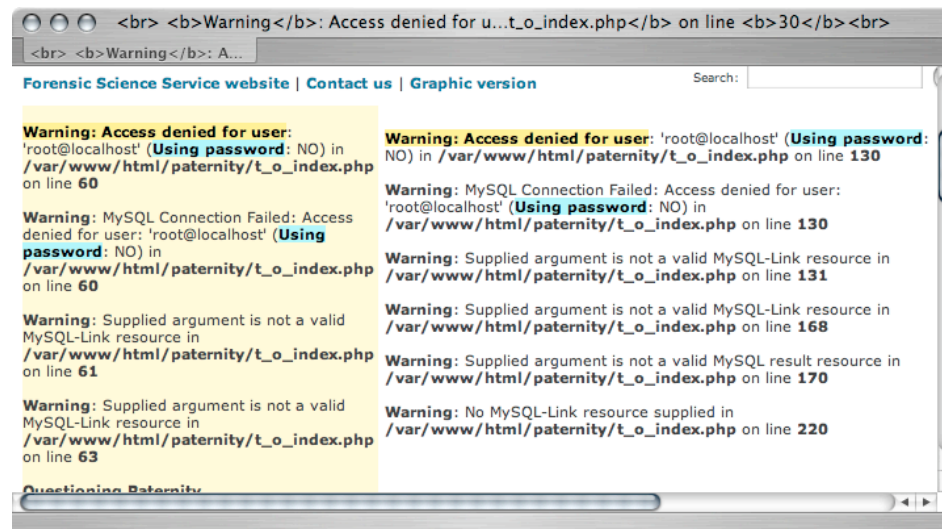 <br> <b>Warning</b>: Access denied for u...t_o_index.php</b> on line <b>30</b><br>
<br> <b>Warning</b>: A...
Forensic Science Service website | Contact us | Graphic version
Search:
Warning: Access denied for user:
'root@localhost' (Using password: NO) in
/var/www/html/paternity/t_o_index.php
on line 60
Warning: MySQL Connection Failed: Access
denied for user: 'root@localhost' (Using
password: NO) in
/var/www/html/paternity/t_o_index.php
on line 60
Warning: Supplied argument is not a valid
MySQL-Link resource in
/var/www/html/paternity/t_o_index.php
on line 61
Warning: Supplied argument is not a valid
MySQL-Link resource in
/var/www/html/paternity/t_o_index.php
on line 63
Questioning Paternity
Warning: Access denied for user: 'root@localhost' (Using password:
NO) in /var/www/html/paternity/t_o_index.php on line 130
Warning: MySQL Connection Failed: Access denied for user:
'root@localhost' (Using password: NO) in
/var/www/html/paternity/t_o_index.php on line 130
Warning: Supplied argument is not a valid MySQL-Link resource in
/var/www/html/paternity/t_o_index.php on line 131
Warning: Supplied argument is not a valid MySQL-Link resource in
/var/www/html/paternity/t_o_index.php on line 168
Warning: Supplied argument is not a valid MySQL result resource in
/var/www/html/paternity/t_o_index.php on line 170
Warning: No MySQL-Link resource supplied in
/var/www/html/paternity/t_o_index.php on line 220